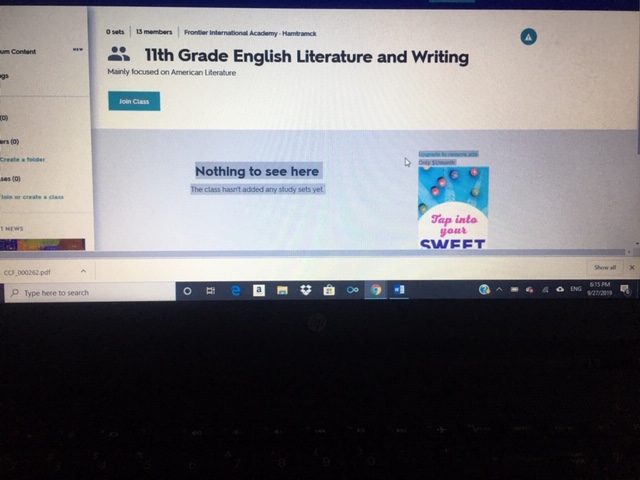 0 sets 13 members Frontier International Academy - Hamtramck
11th Grade English Literature and Writing
Mainly focused on American Literature
Join Class
um Content
NEW
ngs
(0)
ers (0)
Create a folder
ses (0)
Join or create a class
T NEWS
Nothing to see here
The class hasn't added any study sets yet
Upgrade to remove ads
Only $1/month
Tap into
your
SWEET
CCF_000262.pdf
Show all X
Type here to search
ENG
6:15 PM
9/27/2019